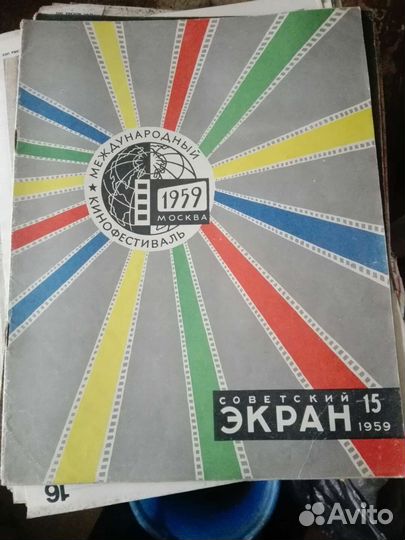 МЕЖДУНАРОДНЫЙ
КИНОФЕСТИВАЛЬ
1959
МОСКВА
СОВЕТСКИЙ
ЭКРАН
15
1959
16
Avito